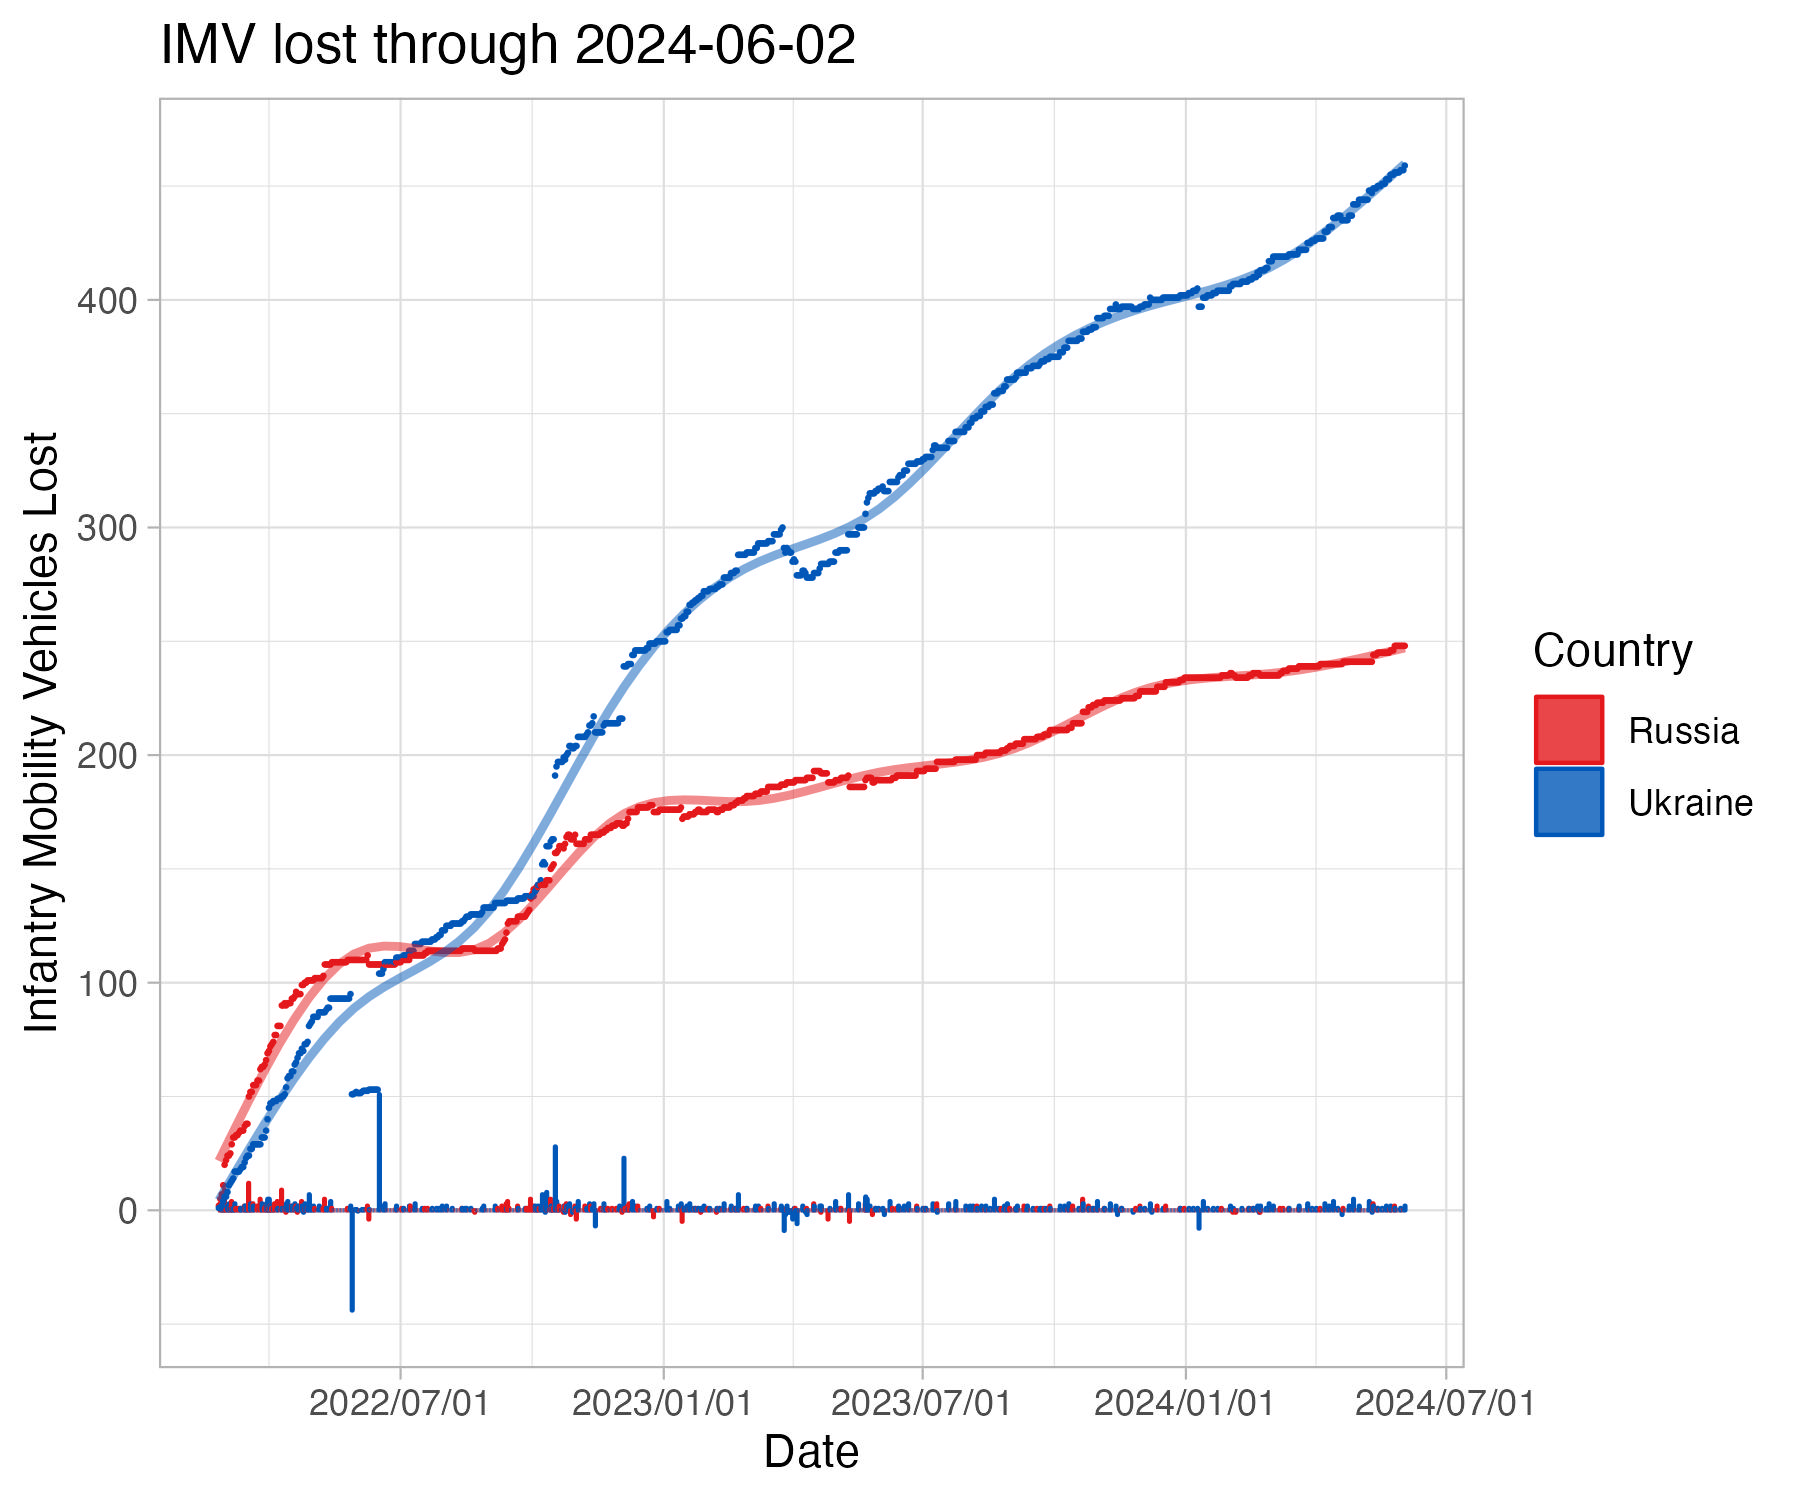 IMV lost through 2024-06-02
Infantry Mobility Vehicles Lost
400
300
200
100
0
2022/07/01
2023/01/01
2023/07/01
2024/01/01
2024/07/01
Date
Country
Russia
Ukraine